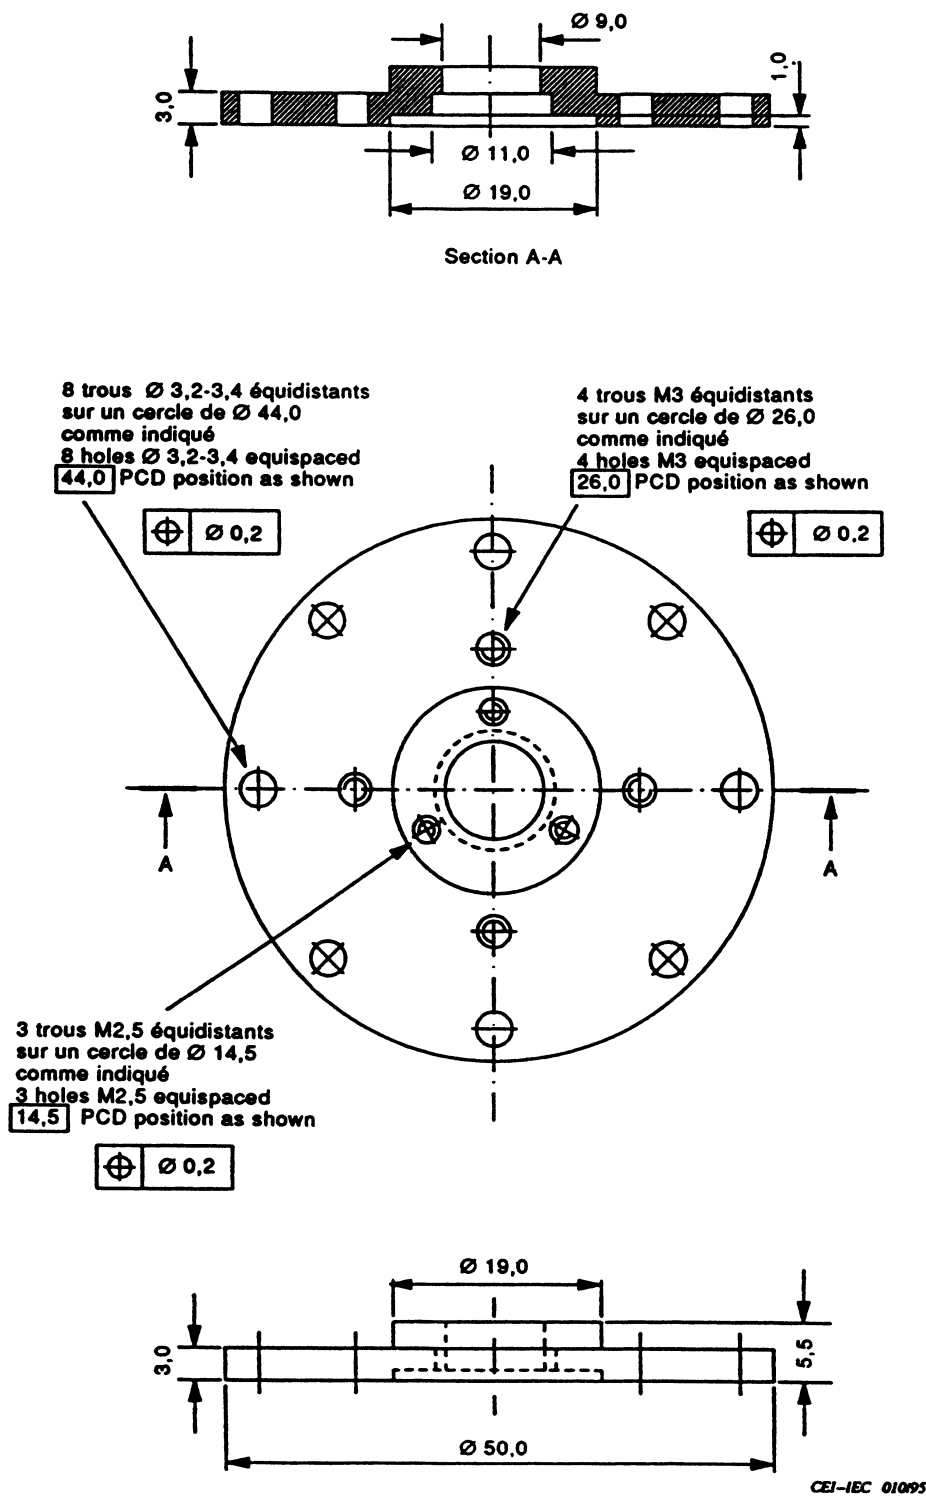 Ø 9,0
1,0
3,0
Ø 11,0
Ø 19,0
Section A-A
8 trous Ø 3,2-3,4 équidistants
sur un cercle de Ø 44,0
comme indiqué
8 holes Ø 3,2-3,4 equispaced
44,0 PCD position as shown
Ø 0,2
4 trous M3 équidistants
sur un cercle de Ø 26,0
comme indiqué
4 holes M3 equispaced
26,0 PCD position as shown
Ø 0,2
A
A
3 trous M2,5 équidistants
sur un cercle de Ø 14,5
comme indiqué
3 holes M2,5 equispaced
14,5 PCD position as shown
Ø 0,2
Ø 19,0
3,0
5,5
Ø 50,0
CEI-IEC 010/95